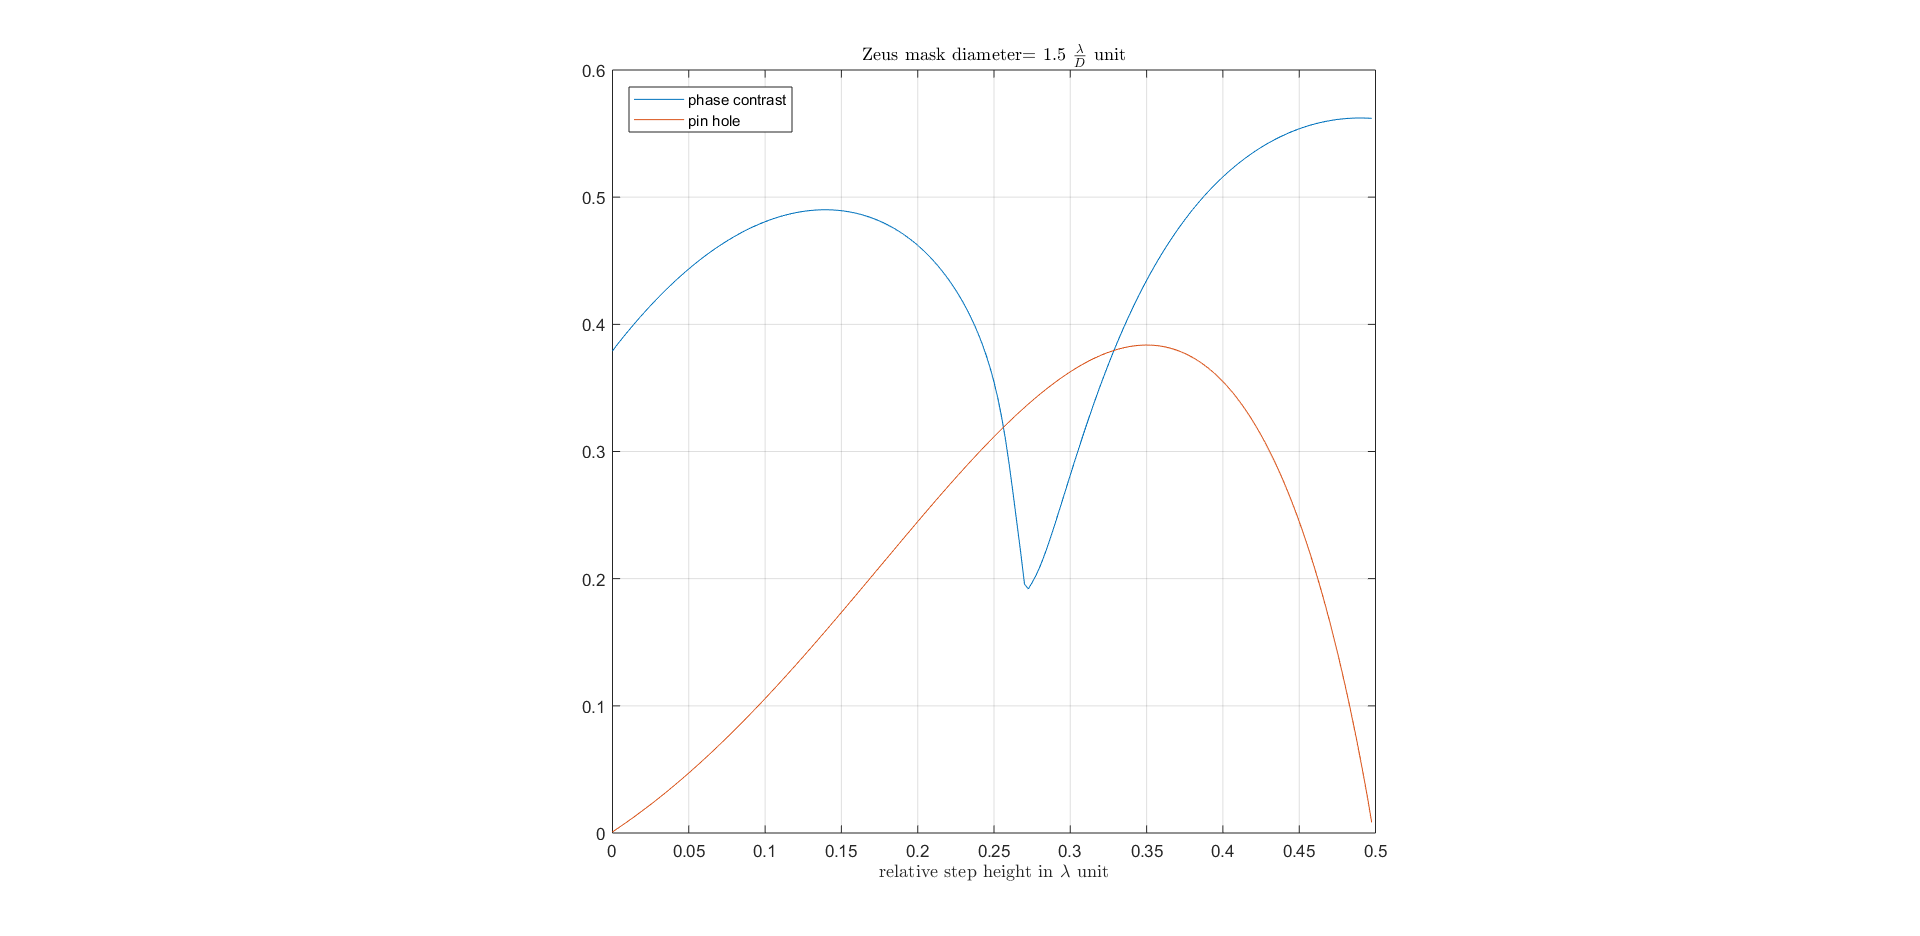 Zeus mask diameter= 1.5 λ/D unit
phase contrast
pin hole
0.6
0.5
0.4
0.3
0.2
0.1
0
0 0.05 0.1 0.15 0.2 0.25 0.3 0.35 0.4 0.45 0.5
relative step height in λ unit